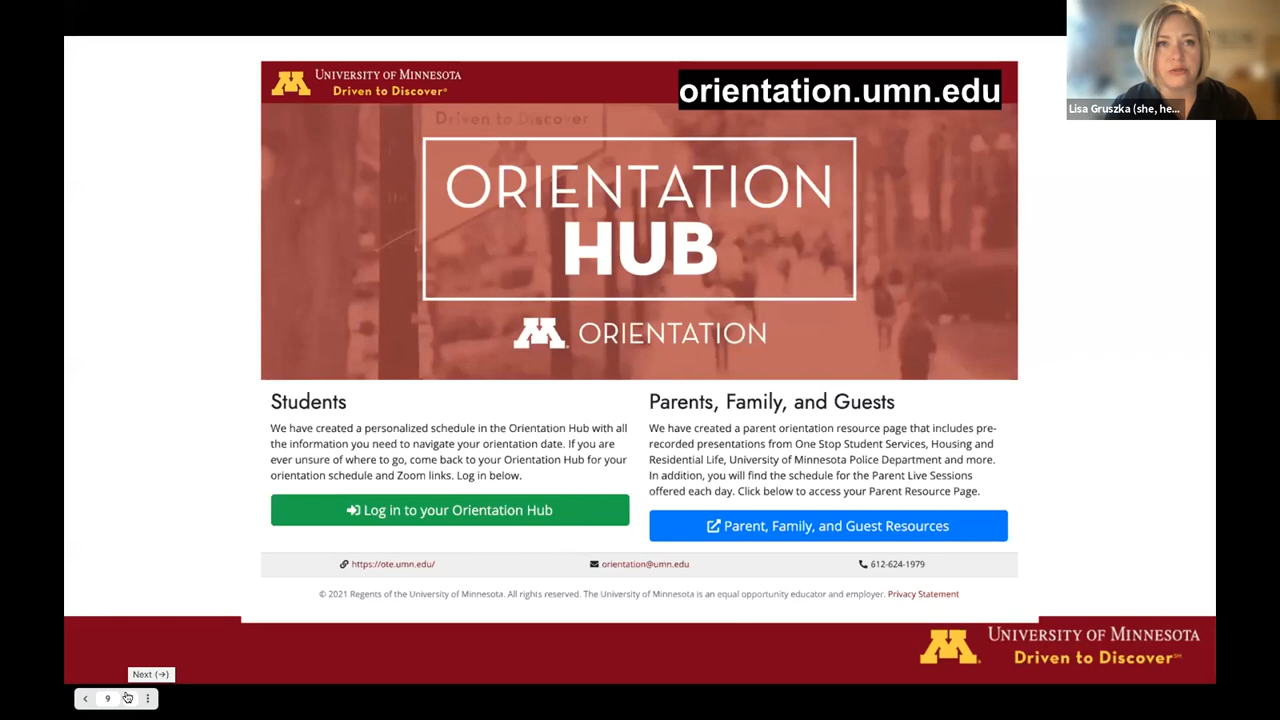 Lisa Gruszka (she, he...
UNIVERSITY OF MINNESOTA
Driven to Discover®
orientation.umn.edu
Driven to Discover
ORIENTATION
HUB
M® ORIENTATION
Students
We have created a personalized schedule in the Orientation Hub with all
the information you need to navigate your orientation date. If you are
ever unsure of where to go, come back to your Orientation Hub for your
orientation schedule and Zoom links. Log in below.
Log in to your Orientation Hub
Parents, Family, and Guests
We have created a parent orientation resource page that includes pre-
recorded presentations from One Stop Student Services, Housing and
Residential Life, University of Minnesota Police Department and more.
In addition, you will find the schedule for the Parent Live Sessions
offered each day. Click below to access your Parent Resource Page.
Parent, Family, and Guest Resources
https://ote.umn.edu/
orientation@umn.edu
612-624-1979
© 2021 Regents of the University of Minnesota. All rights reserved. The University of Minnesota is an equal opportunity educator and employer. Privacy Statement
UNIVERSITY OF MINNESOTA
Driven to Discover℠
Next (→)
9